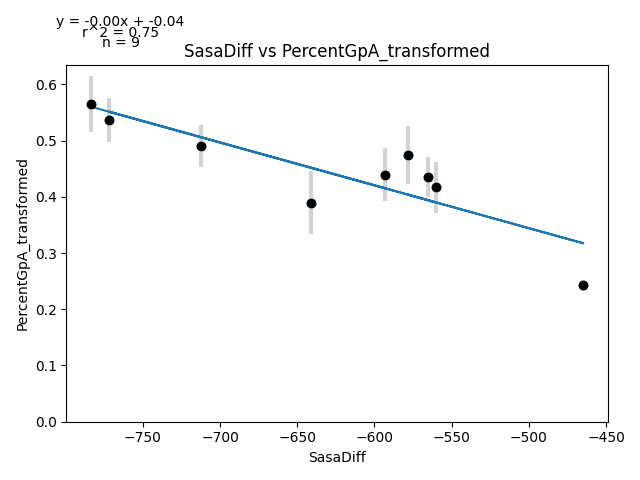 y = -0.00x + -0.04
r^2 = 0.75
n = 9
SasaDiff vs PercentGpA_transformed
0.6
0.5
0.4
0.3
0.2
0.1
0.0
PercentGpA_transformed
−750
−700
−650
−600
−550
−500
−450
SasaDiff